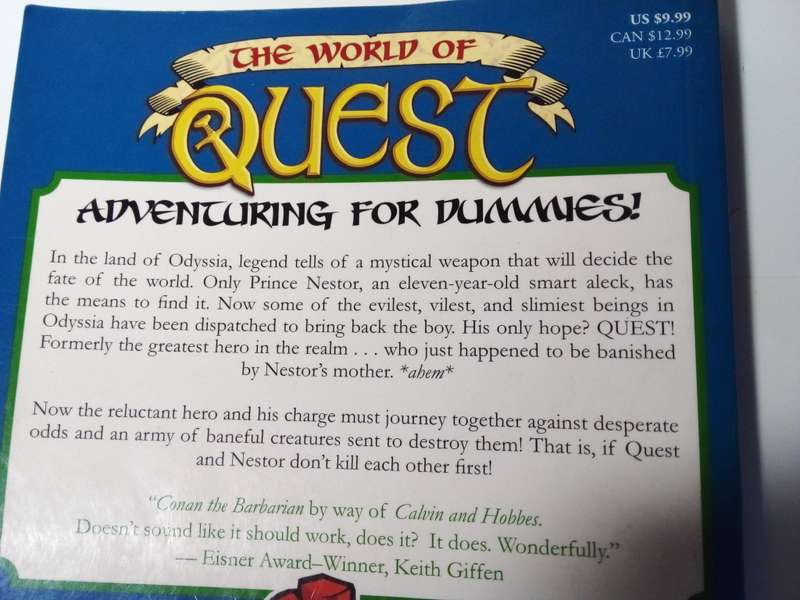 US $9.99
CAN $12.99
UK £7.99
THE WORLD OF
QUEST
ADVENTURING FOR DUMMIES!
In the land of Odyssia, legend tells of a mystical weapon that will decide the
fate of the world. Only Prince Nestor, an eleven-year-old smart aleck, has
the means to find it. Now some of the evilest, vilest, and slimiest beings in
Odyssia have been dispatched to bring back the boy. His only hope? QUEST!
Formerly the greatest hero in the realm . . . who just happened to be banished
by Nestor's mother. *ahem*
Now the reluctant hero and his charge must journey together against desperate
odds and an army of baneful creatures sent to destroy them! That is, if Quest
and Nestor don't kill each other first!
"Conan the Barbarian by way of Calvin and Hobbes.
Doesn't sound like it should work, does it? It does. Wonderfully."
— Eisner Award–Winner, Keith Giffen